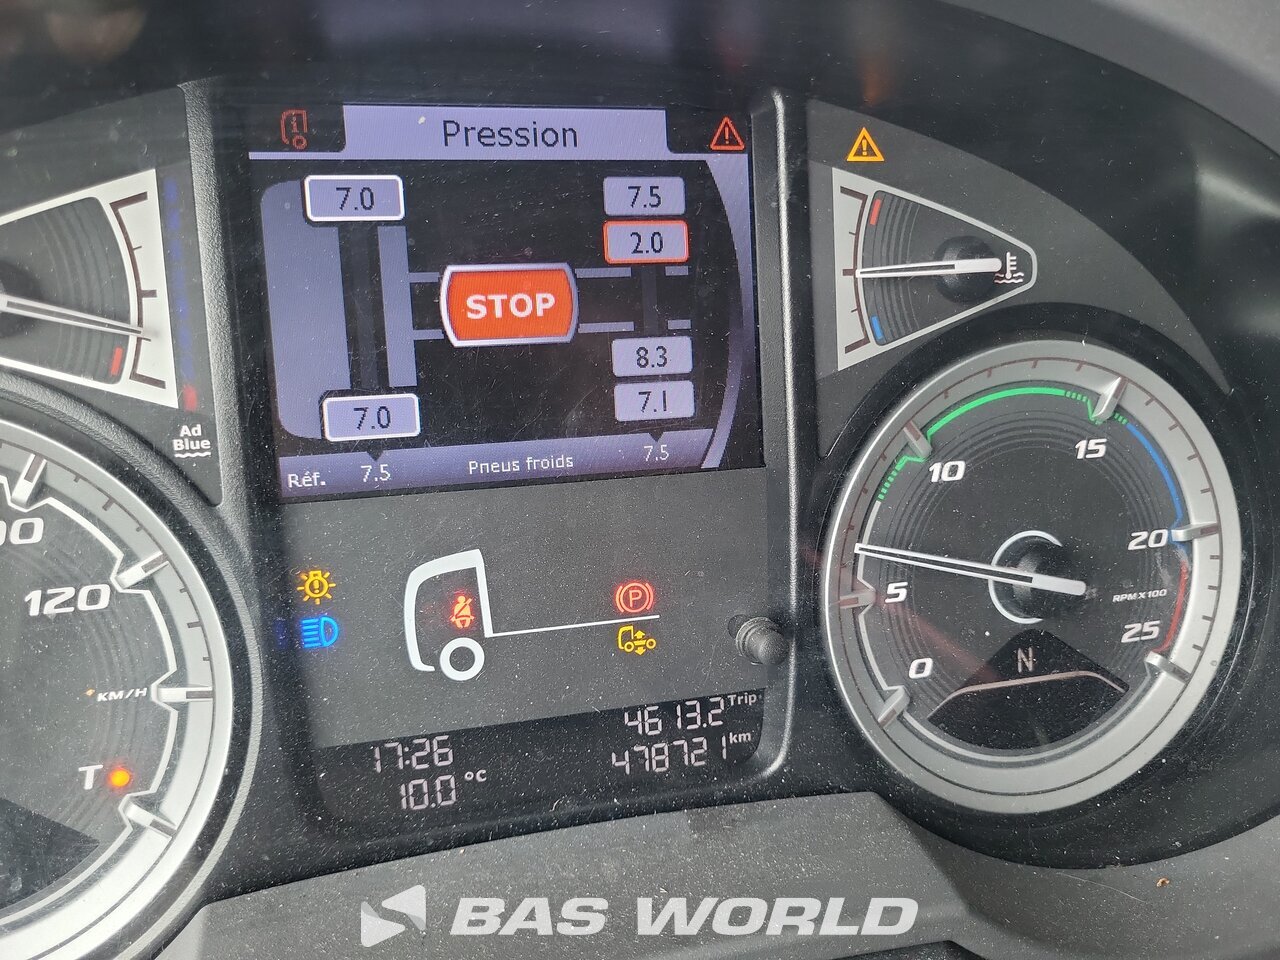 Pression
7.0
7.5
2.0
STOP
8.3
7.0
7.1
Réf.
7.5
Pneus froids
7.5
Ad
Blue
120
KM/H
T
P
17:26
4613.2 Trip
10.0 °C
478721 km
0
5
10
15
20
25
RPM X100
N
BAS WORLD